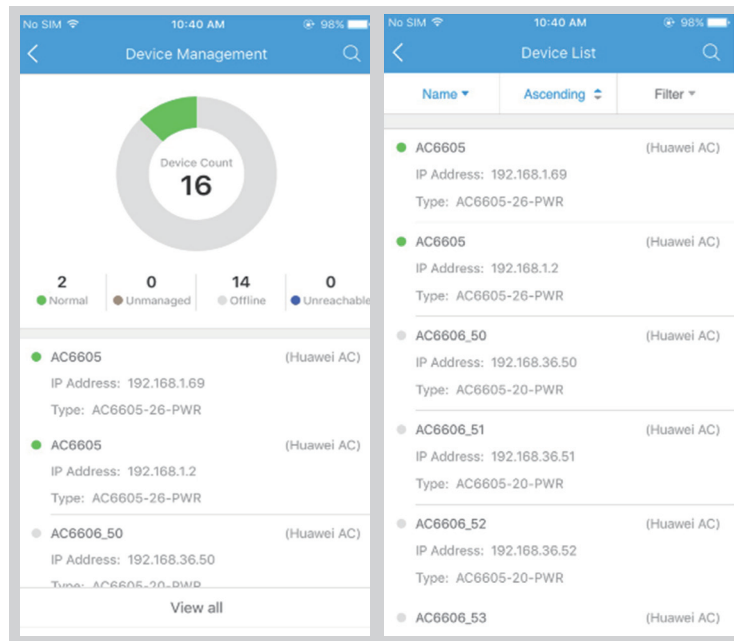 No SIM 10:40 AM 98%
Device Management
Device Count
16
2 0 14 0
Normal Unmanaged Offline Unreachable
AC6605 (Huawei AC)
IP Address: 192.168.1.69
Type: AC6605-26-PWR
AC6605 (Huawei AC)
IP Address: 192.168.1.2
Type: AC6605-26-PWR
AC6606_50 (Huawei AC)
IP Address: 192.168.36.50
Type: AC6605-20-PWR
View all
No SIM 10:40 AM 98%
Device List
Name Ascending Filter
AC6605 (Huawei AC)
IP Address: 192.168.1.69
Type: AC6605-26-PWR
AC6605 (Huawei AC)
IP Address: 192.168.1.2
Type: AC6605-26-PWR
AC6606_50 (Huawei AC)
IP Address: 192.168.36.50
Type: AC6605-20-PWR
AC6606_51 (Huawei AC)
IP Address: 192.168.36.51
Type: AC6605-20-PWR
AC6606_52 (Huawei AC)
IP Address: 192.168.36.52
Type: AC6605-20-PWR
AC6606_53 (Huawei AC)